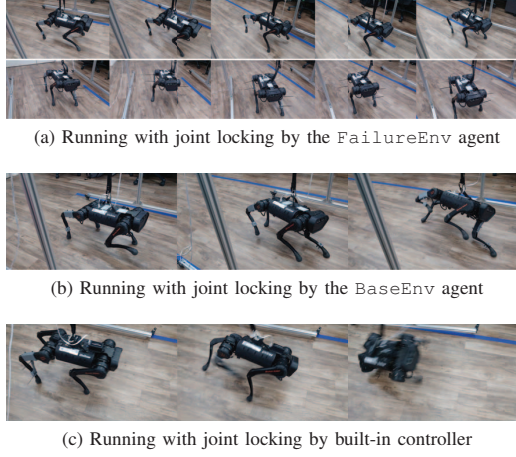 (a) Running with joint locking by the FailureEnv agent
(b) Running with joint locking by the BaseEnv agent
(c) Running with joint locking by built-in controller